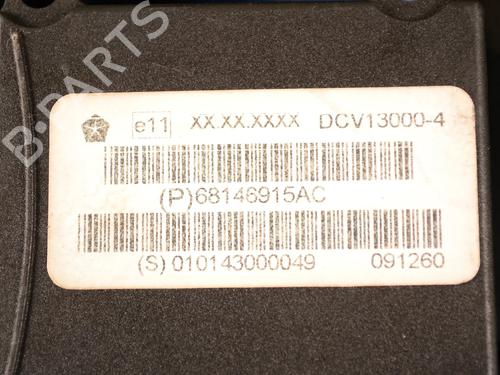 B-PARTS
e11 XX.XX.XXXX DCV13000-4
(P)68146915AC
(S) 010143000049 091260